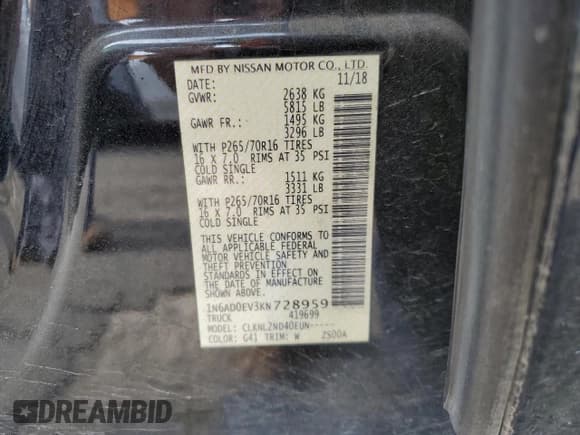 MFD BY NISSAN MOTOR CO., LTD.
DATE: 11/18
GVWR: 2638 KG
5815 LB
GAWR FR.: 1495 KG
3296 LB
WITH P265/70R16 TIRES
16 X 7.0 RIMS AT 35 PSI
COLD SINGLE
GAWR RR.: 1511 KG
3331 LB
WITH P265/70R16 TIRES
16 X 7.0 RIMS AT 35 PSI
COLD SINGLE
THIS VEHICLE CONFORMS TO
ALL APPLICABLE FEDERAL
MOTOR VEHICLE SAFETY AND
THEFT PREVENTION
STANDARDS IN EFFECT ON
THE DATE OF MANUFACTURE
SHOWN ABOVE.
1N6AD0EV3KN728959
TRUCK 419699
MODEL: CLKNLZND40EUN-----
COLOR: G41 TRIM: W 2S00A
DREAMBID